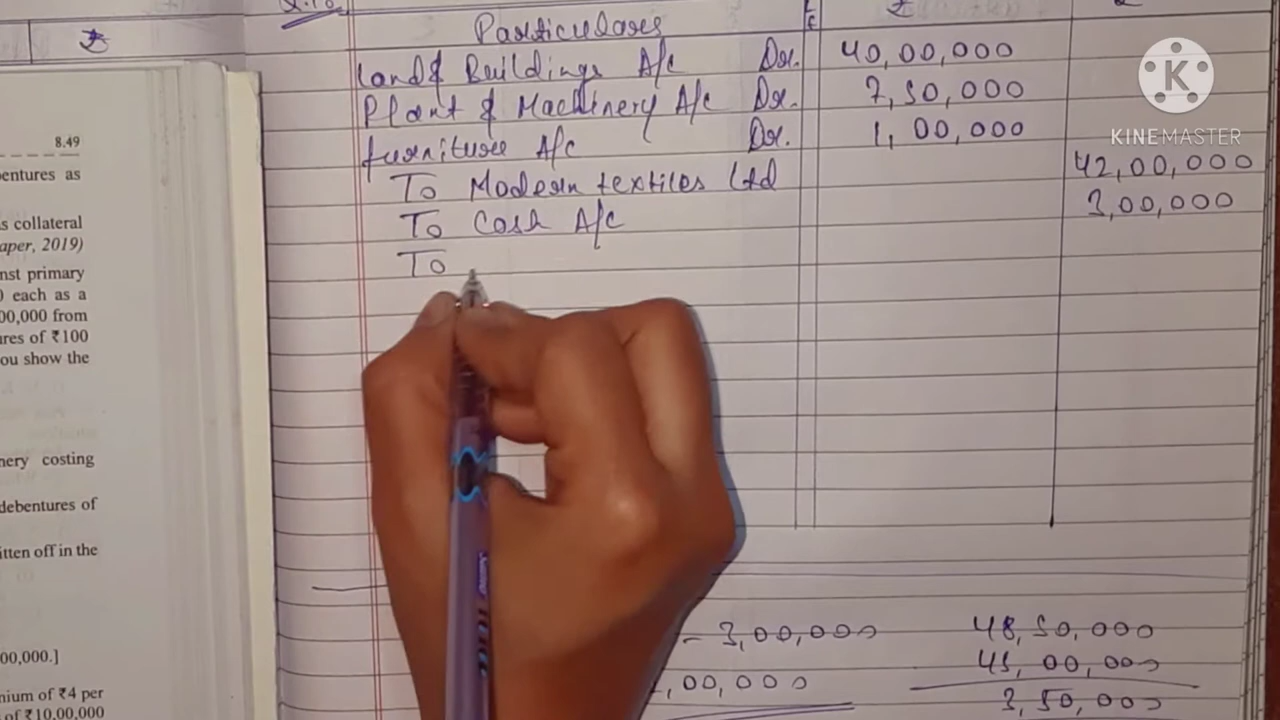 ₹
Particulars
L
F
₹
Land & Buildings A/c Dr. 40,00,000
Plant & Machinery A/c Dr. 7,50,000
furniture A/c Dr. 1,00,000
To Modern textiles Ltd 42,00,000
To Cash A/c 3,00,000
To
KINEMASTER
8.49
entures as
s collateral
aper, 2019)
nst primary
0 each as a
00,000 from
res of ₹100
ou show the
nery costing
debentures of
itten off in the
00,000.]
nium of ₹4 per
of ₹10,00,000
- 3,00,000
,00,000
48,50,000
45,00,000
3,50,000